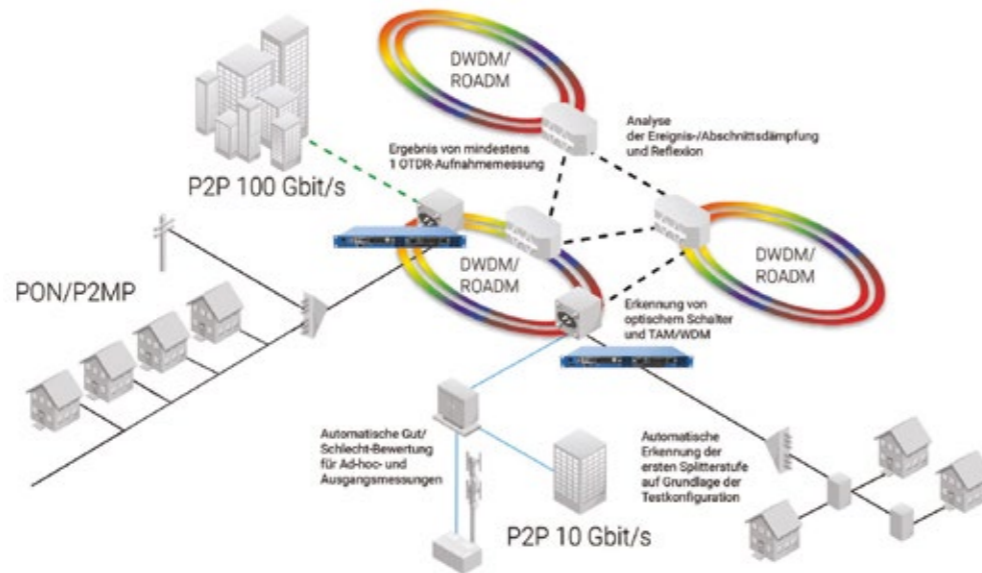 DWDM/
ROADM
Analyse
der Ereignis-/Abschnittsdämpfung
und Reflexion
Ergebnis von mindestens
1 OTDR-Aufnahmemessung
P2P 100 Gbit/s
DWDM/
ROADM
DWDM/
ROADM
PON/P2MP
Erkennung von
optischem Schalter
und TAM/WDM
Automatische Gut/
Schlecht-Bewertung
für Ad-hoc- und
Ausgangsmessungen
Automatische
Erkennung der
ersten Splitterstufe
auf Grundlage der
Testkonfiguration
P2P 10 Gbit/s